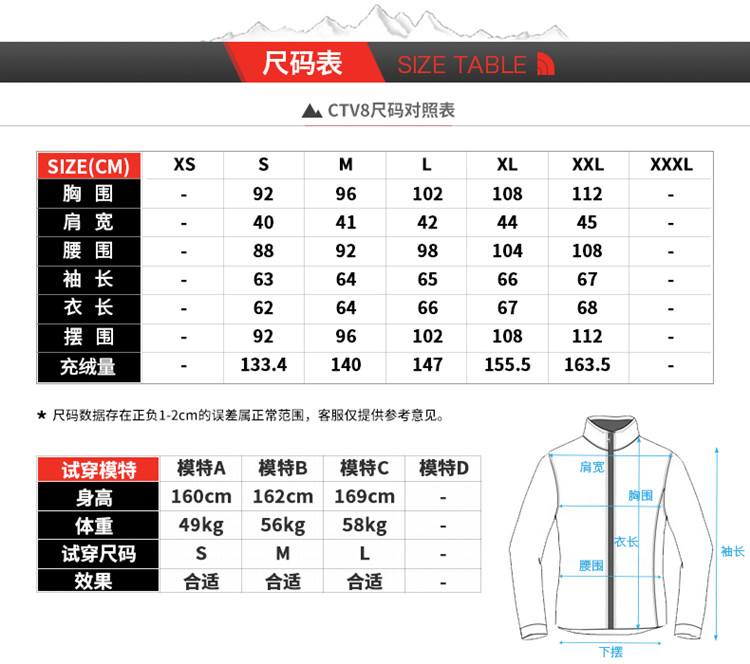 尺码表 SIZE TABLE
CTV8尺码对照表
SIZE(CM) XS S M L XL XXL XXXL
胸 围 - 92 96 102 108 112 -
肩 宽 - 40 41 42 44 45 -
腰 围 - 88 92 98 104 108 -
袖 长 - 63 64 65 66 67 -
衣 长 - 62 64 66 67 68 -
摆 围 - 92 96 102 108 112 -
充绒量 - 133.4 140 147 155.5 163.5 -
* 尺码数据存在正负1-2cm的误差属正常范围，客服仅提供参考意见。
试穿模特 模特A 模特B 模特C 模特D
身高 160cm 162cm 169cm -
体重 49kg 56kg 58kg -
试穿尺码 S M L -
效果 合适 合适 合适 -
肩宽
胸围
衣长
袖长
腰围
下摆